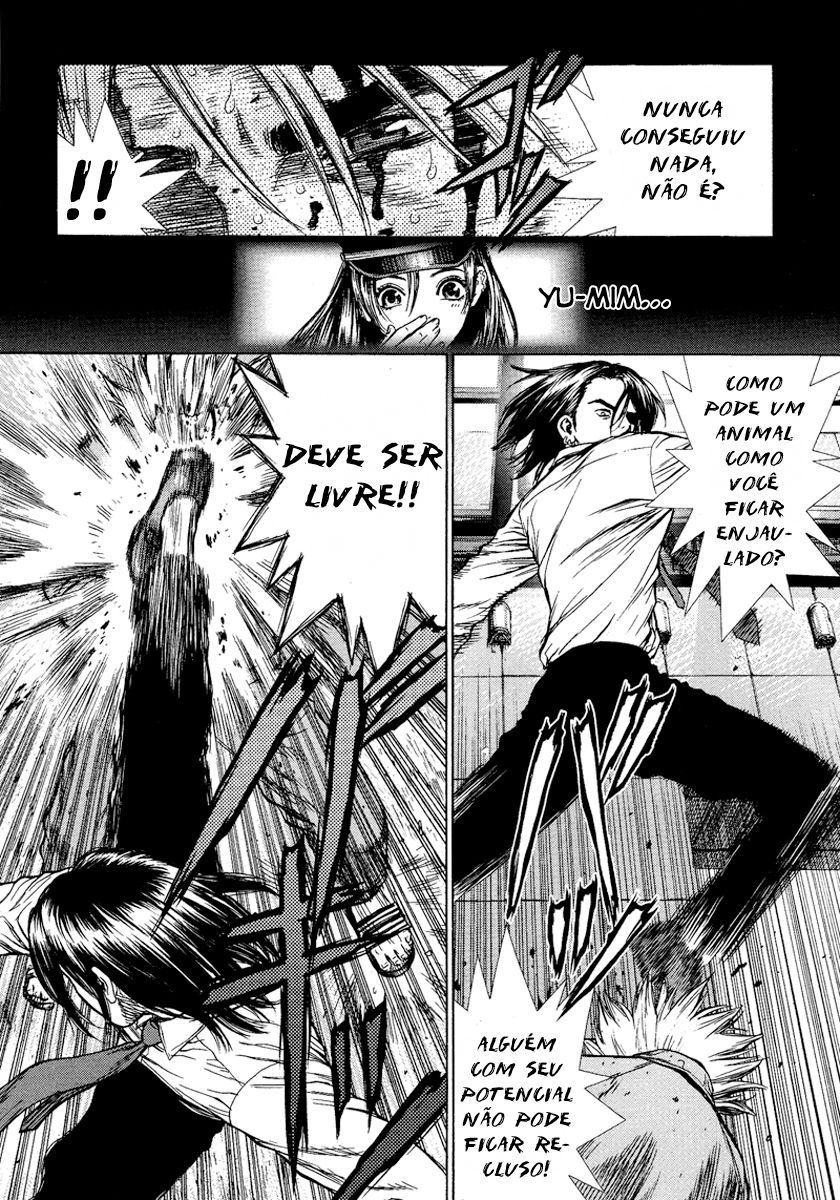 NUNCA
CONSEGUIU
NADA,
NÃO É?
!!
YU-MIM...
COMO
PODE UM
ANIMAL
COMO
VOCÊ
FICAR
ENJAU-
LADO?
ALGUÉM
COM SEU
POTENCIAL
NÃO PODE
FICAR RE-
CLUSO!
DEVE SER
LIVRE!!